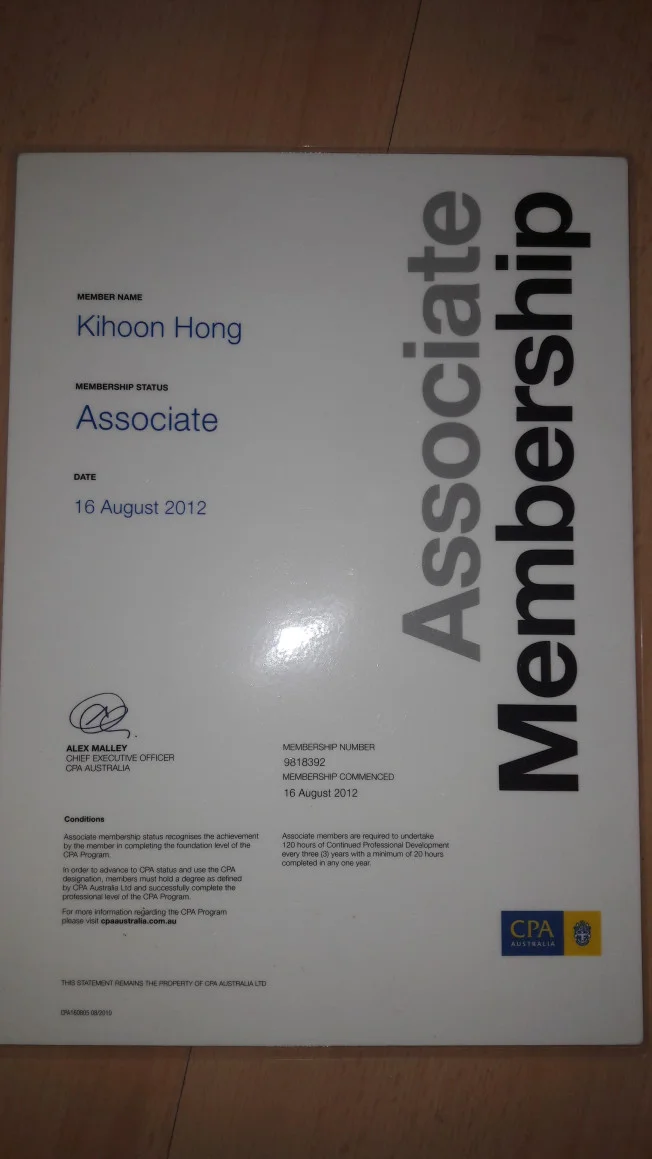 Associate
Membership
MEMBER NAME
Kihoon Hong
MEMBERSHIP STATUS
Associate
DATE
16 August 2012
ALEX MALLEY
CHIEF EXECUTIVE OFFICER
CPA AUSTRALIA
MEMBERSHIP NUMBER
9818392
MEMBERSHIP COMMENCED
16 August 2012
Conditions
Associate membership status recognises the achievement
by the member in completing the foundation level of the
CPA Program.
In order to advance to CPA status and use the CPA
designation, members must hold a degree as defined
by CPA Australia Ltd and successfully complete the
professional level of the CPA Program.
For more information regarding the CPA Program
please visit cpaaustralia.com.au
Associate members are required to undertake
120 hours of Continued Professional Development
every three (3) years with a minimum of 20 hours
completed in any one year.
CPA
AUSTRALIA
THIS STATEMENT REMAINS THE PROPERTY OF CPA AUSTRALIA LTD
08/2010